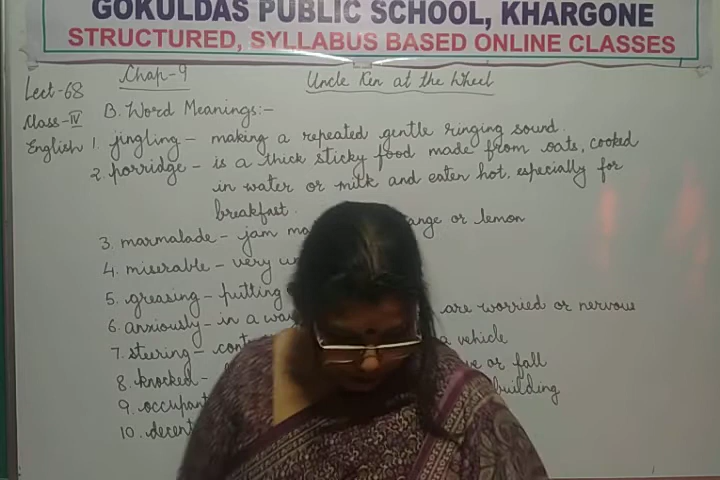 GOKULDAS PUBLIC SCHOOL, KHARGONE
STRUCTURED, SYLLABUS BASED ONLINE CLASSES
Lect-68
Class-IV
English
Chap-9
Uncle Ken at the Wheel
B. Word Meanings:-
1. jingling - making a repeated gentle ringing sound.
2. porridge - is a thick sticky food made from oats, cooked
in water or milk and eaten hot, especially for
breakfast.
3. marmalade - jam ma ange or lemon
4. miserable - very un
5. greasing - putting
6. anxiously - in a wa are worried or nervous
7. steering - cont a vehicle
8. knocked - e or fall
9. occupant building
10. decent